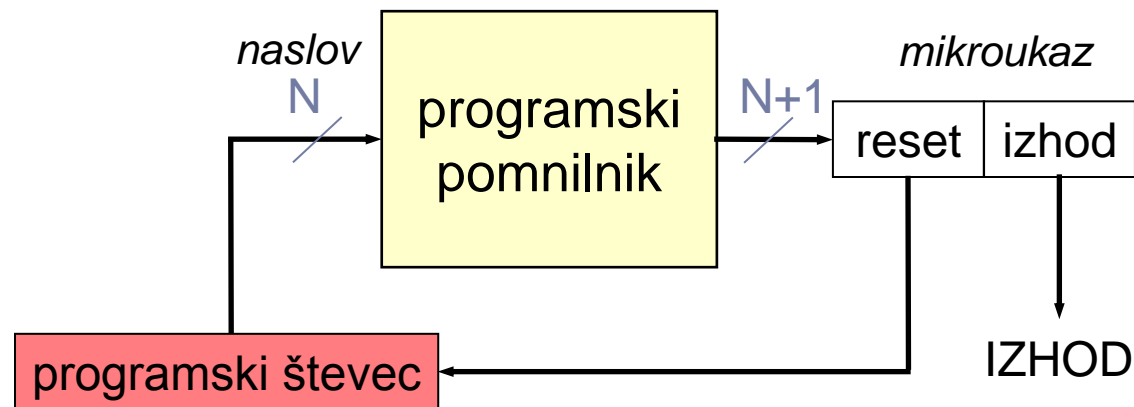 naslov
N
programski
pomnilnik
N+1
mikroukaz
reset
izhod
IZHOD
programski števec